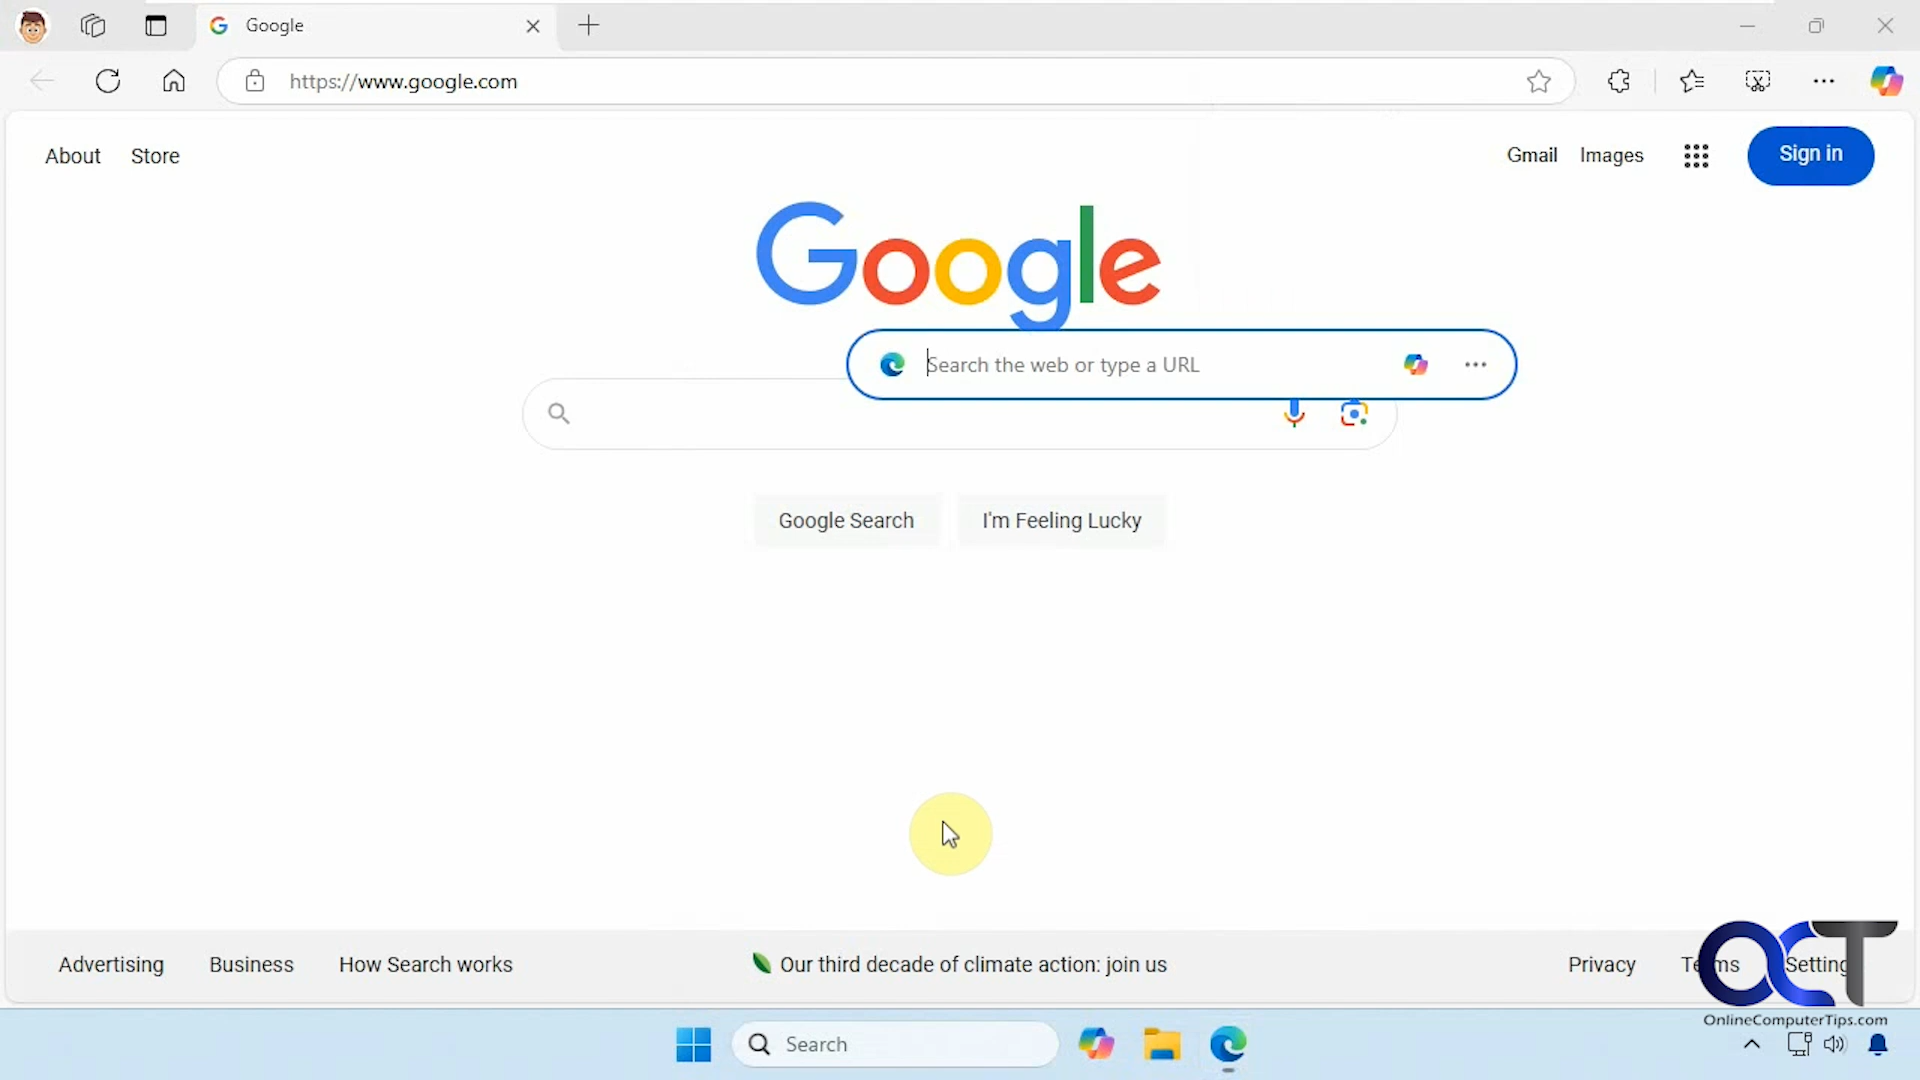 Google
https://www.google.com
About Store
Gmail Images Sign in
Google
Search the web or type a URL
Google Search I'm Feeling Lucky
Advertising Business How Search works
Our third decade of climate action: join us
Privacy
OCT
OnlineComputerTips.com
Search